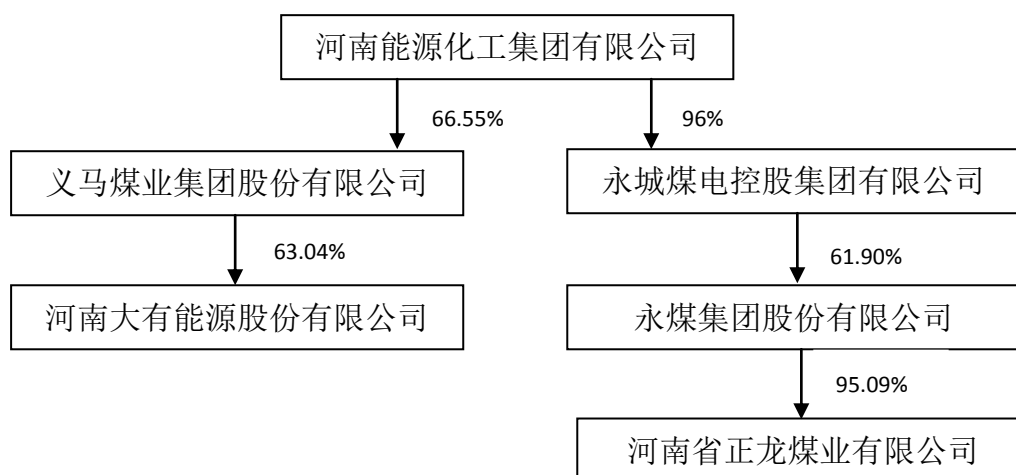 河南能源化工集团有限公司
66.55%
96%
义马煤业集团股份有限公司
永城煤电控股集团有限公司
63.04%
61.90%
河南大有能源股份有限公司
永煤集团股份有限公司
95.09%
河南省正龙煤业有限公司